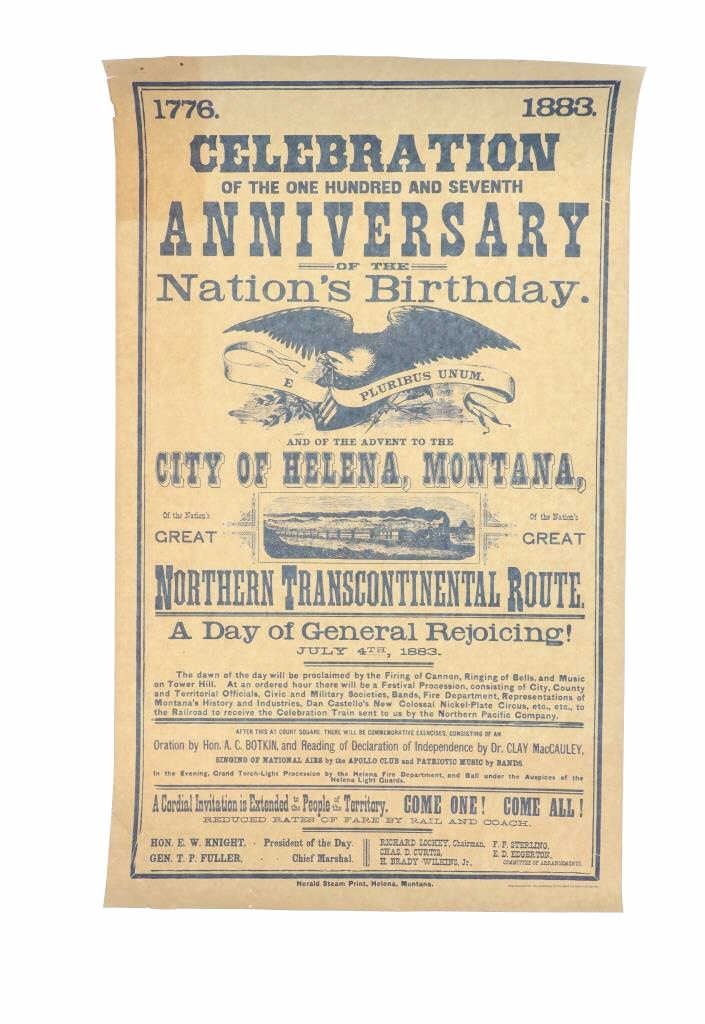 1776. 1883.
CELEBRATION
OF THE ONE HUNDRED AND SEVENTH
ANNIVERSARY
OF THE
Nation's Birthday.
E PLURIBUS UNUM.
AND OF THE ADVENT TO THE
CITY OF HELENA, MONTANA,
Of the Nation's Of the Nation's
GREAT GREAT
NORTHERN TRANSCONTINENTAL ROUTE.
A Day of General Rejoicing!
JULY 4TH, 1883.
The dawn of the day will be proclaimed by the Firing of Cannon, Ringing of Bells, and Music
on Tower Hill. At an ordered hour there will be a Festival Procession, consisting of City, County
and Territorial Officials, Civic and Military Societies, Bands, Fire Department, Representations of
Montana's History and Industries, Dan Castello's New Colossal Nickel-Plate Circus, etc., etc., to
the Railroad to receive the Celebration Train sent to us by the Northern Pacific Company.
AFTER THIS AT COURT SQUARE, THERE WILL BE COMMEMORATIVE EXERCISES, CONSISTING OF AN
Oration by Hon. A. C. BOTKIN, and Reading of Declaration of Independence by Dr. CLAY MacCAULEY,
SINGING OF NATIONAL AIRS by the APOLLO CLUB and PATRIOTIC MUSIC by BANDS.
In the Evening, Grand Torch-Light Procession by the Helena Fire Department, and Ball under the Auspices of the
Helena Light Guards.
A Cordial Invitation is Extended to the People of the Territory. COME ONE! COME ALL!
REDUCED RATES OF FARE BY RAIL AND COACH.
HON. E. W. KNIGHT, - President of the Day.
GEN. T. P. FULLER, Chief Marshal.
RICHARD LOCKEY, Chairman, F. P. STERLING,
CHAS. D. CURTIS, E. D. EDGERTON,
H. BRADY WILKINS, Jr., COMMITTEE OF ARRANGEMENTS.
Herald Steam Print, Helena, Montana.